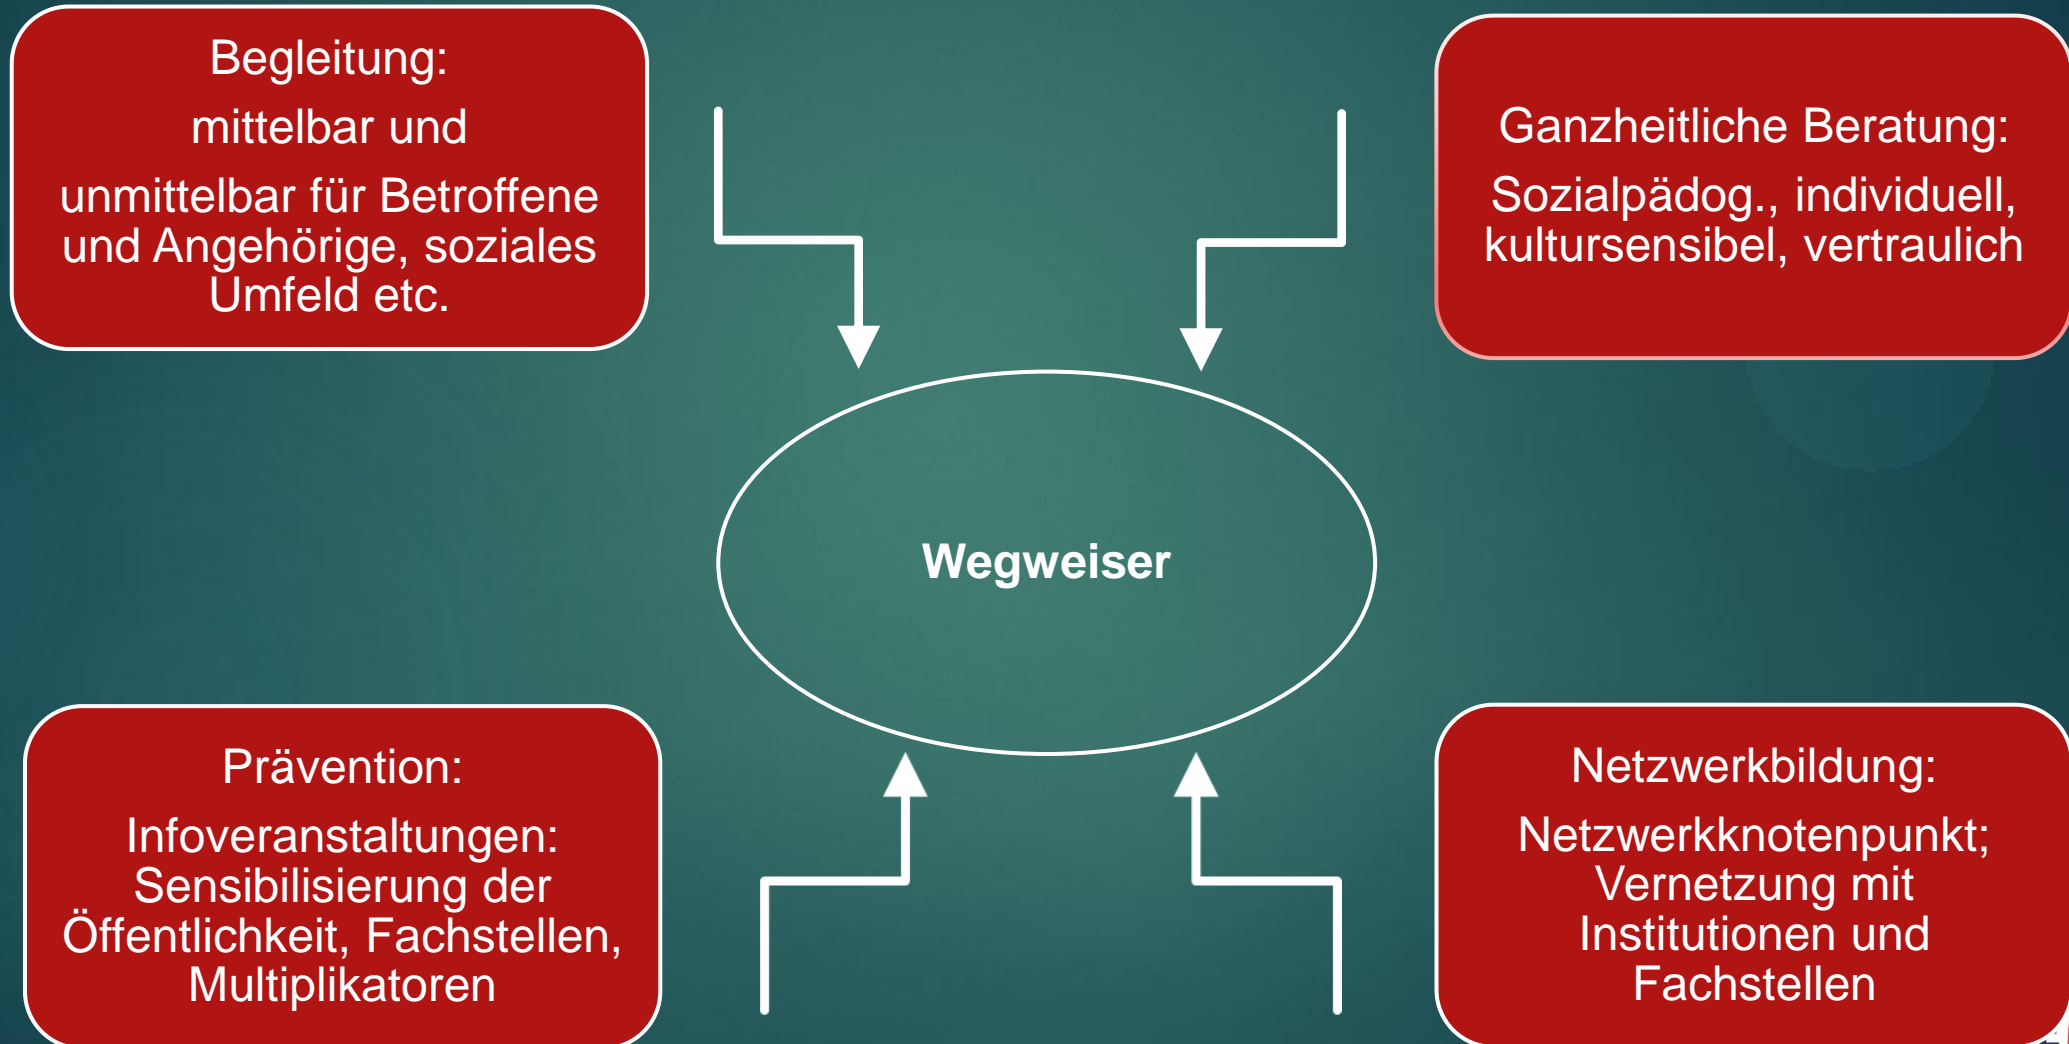 Begleitung:
mittelbar und
unmittelbar für Betroffene
und Angehörige, soziales
Umfeld etc.
Ganzheitliche Beratung:
Sozialpädog., individuell,
kultursensibel, vertraulich
Wegweiser
Prävention:
Infoveranstaltungen:
Sensibilisierung der
Öffentlichkeit, Fachstellen,
Multiplikatoren
Netzwerkbildung:
Netzwerkknotenpunkt;
Vernetzung mit
Institutionen und
Fachstellen